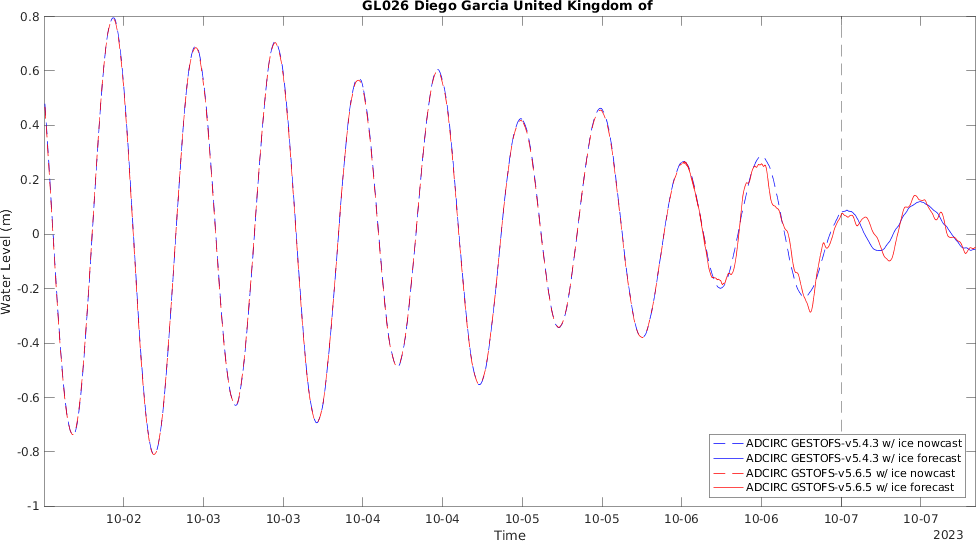 GL026 Diego Garcia United Kingdom of
0.8
0.6
0.4
0.2
0
-0.2
-0.4
-0.6
-0.8
-1
Water Level (m)
ADCIRC GESTOFS-v5.4.3 w/ ice nowcast
ADCIRC GESTOFS-v5.4.3 w/ ice forecast
ADCIRC GSTOFS-v5.6.5 w/ ice nowcast
ADCIRC GSTOFS-v5.6.5 w/ ice forecast
10-02 10-03 10-03 10-04 10-04 10-05 10-05 10-06 10-06 10-07 10-07
Time
2023